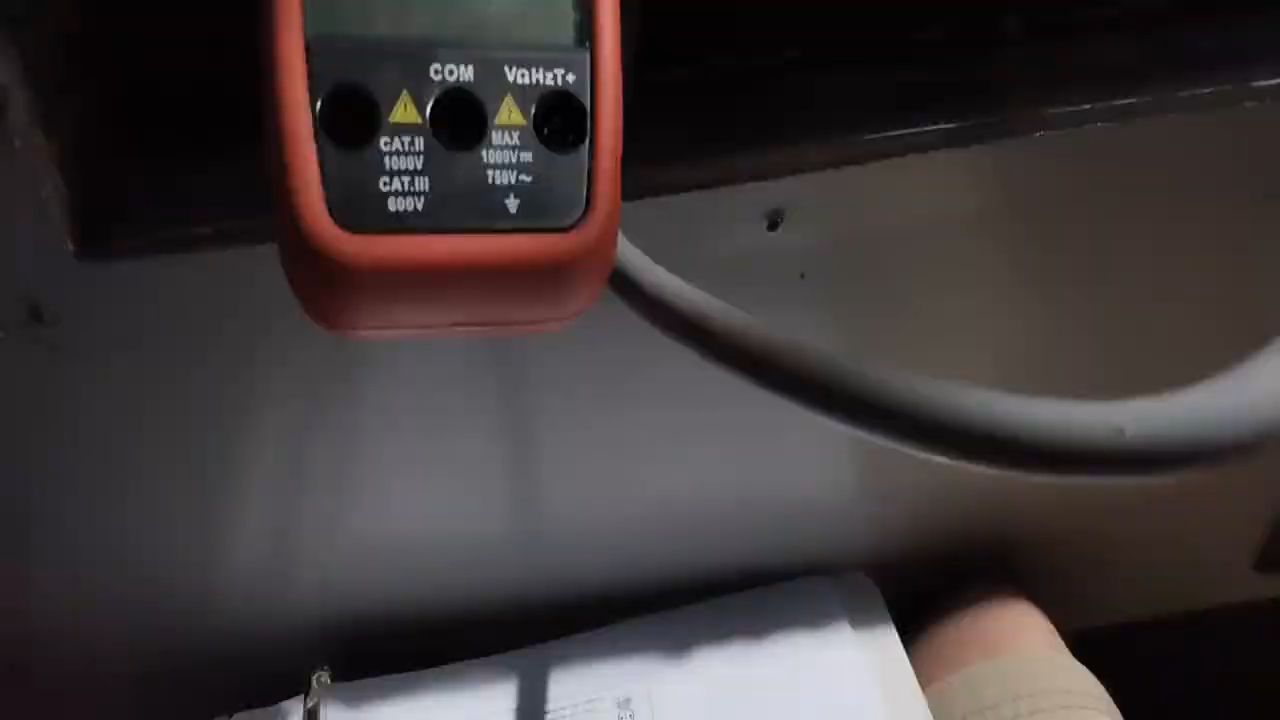 COM VΩHzT+
CAT.II
1000V
CAT.III
600V
MAX
1000V⎓
750V~